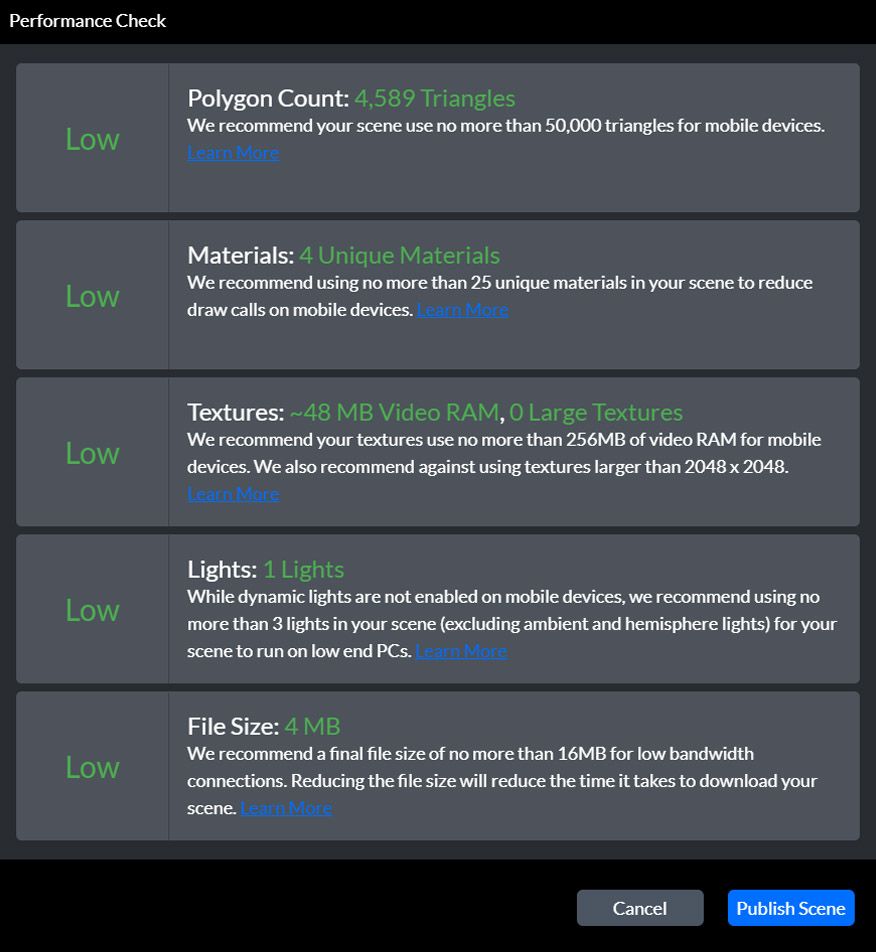 Performance Check
Low
Polygon Count: 4,589 Triangles
We recommend your scene use no more than 50,000 triangles for mobile devices.
Learn More
Low
Materials: 4 Unique Materials
We recommend using no more than 25 unique materials in your scene to reduce
draw calls on mobile devices. Learn More
Low
Textures: ~48 MB Video RAM, 0 Large Textures
We recommend your textures use no more than 256MB of video RAM for mobile
devices. We also recommend against using textures larger than 2048 x 2048.
Learn More
Low
Lights: 1 Lights
While dynamic lights are not enabled on mobile devices, we recommend using no
more than 3 lights in your scene (excluding ambient and hemisphere lights) for your
scene to run on low end PCs. Learn More
Low
File Size: 4 MB
We recommend a final file size of no more than 16MB for low bandwidth
connections. Reducing the file size will reduce the time it takes to download your
scene. Learn More
Cancel
Publish Scene